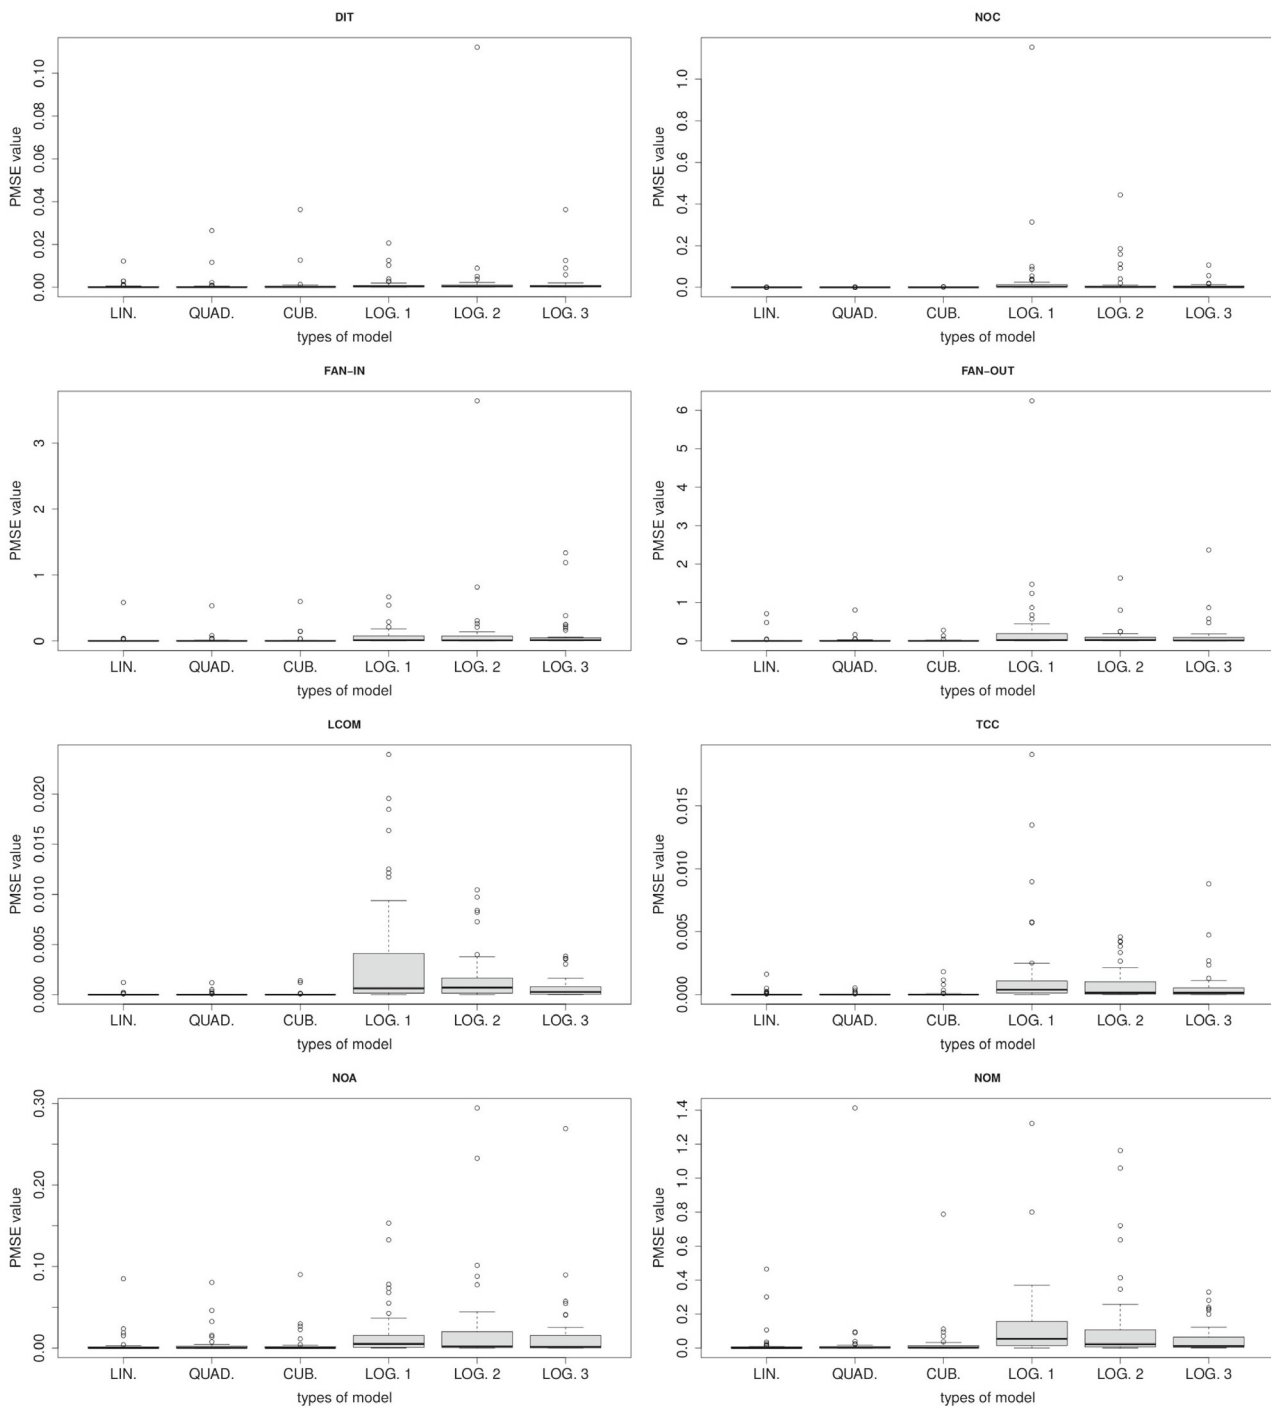 DIT
PMSE value
0.00 0.02 0.04 0.06 0.08 0.10
LIN. QUAD. CUB. LOG. 1 LOG. 2 LOG. 3
types of model
NOC
PMSE value
0.0 0.2 0.4 0.6 0.8 1.0
LIN. QUAD. CUB. LOG. 1 LOG. 2 LOG. 3
types of model
FAN–IN
PMSE value
0 1 2 3
LIN. QUAD. CUB. LOG. 1 LOG. 2 LOG. 3
types of model
FAN–OUT
PMSE value
0 1 2 3 4 5 6
LIN. QUAD. CUB. LOG. 1 LOG. 2 LOG. 3
types of model
LCOM
PMSE value
0.000 0.005 0.010 0.015 0.020
LIN. QUAD. CUB. LOG. 1 LOG. 2 LOG. 3
types of model
TCC
PMSE value
0.000 0.005 0.010 0.015
LIN. QUAD. CUB. LOG. 1 LOG. 2 LOG. 3
types of model
NOA
PMSE value
0.00 0.10 0.20 0.30
LIN. QUAD. CUB. LOG. 1 LOG. 2 LOG. 3
types of model
NOM
PMSE value
0.0 0.2 0.4 0.6 0.8 1.0 1.2 1.4
LIN. QUAD. CUB. LOG. 1 LOG. 2 LOG. 3
types of model